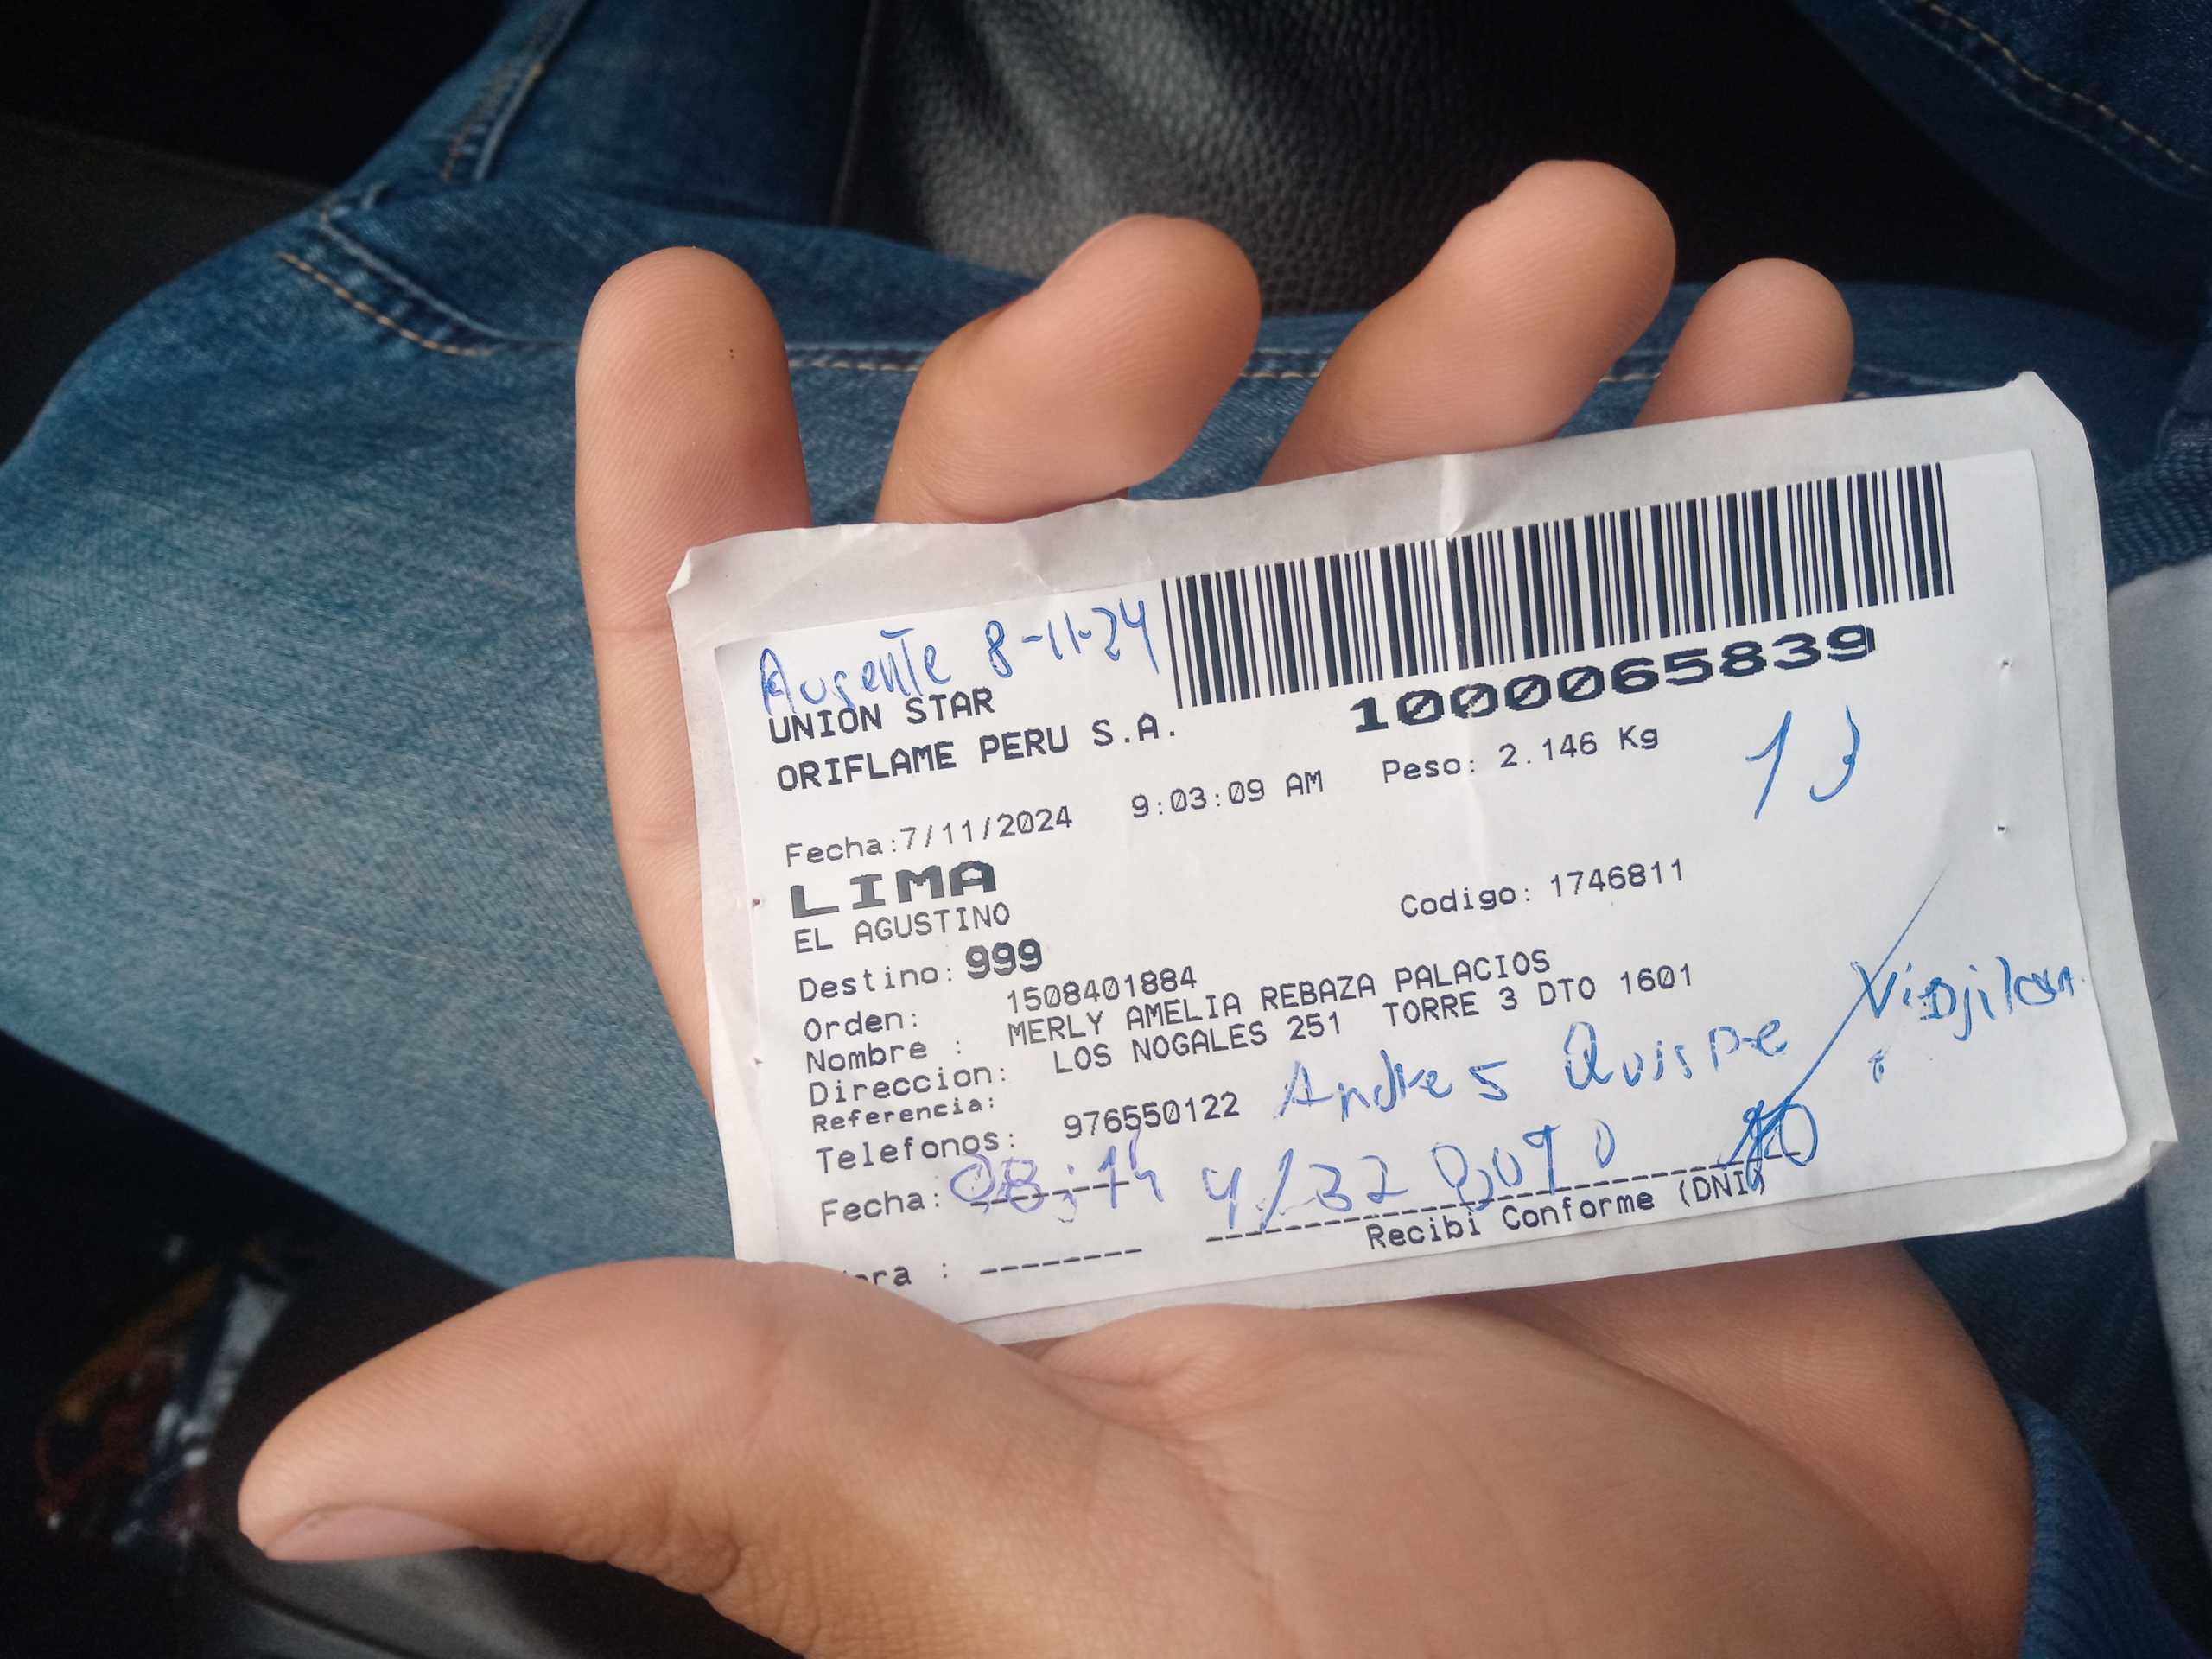 Ausente 8-11-24
UNION STAR
ORIFLAME PERU S.A.
1000065839
Fecha:7/11/2024 9:03:09 AM Peso: 2.146 Kg
13
LIMA
EL AGUSTINO Codigo: 1746811
Destino: 999
Orden: 1508401884
Nombre : MERLY AMELIA REBAZA PALACIOS
Direccion: LOS NOGALES 251 TORRE 3 DTO 1601
Referencia:
Telefonos: 976550122 Andres Quispe
Fecha:
Recibi Conforme (DNI)
ora :